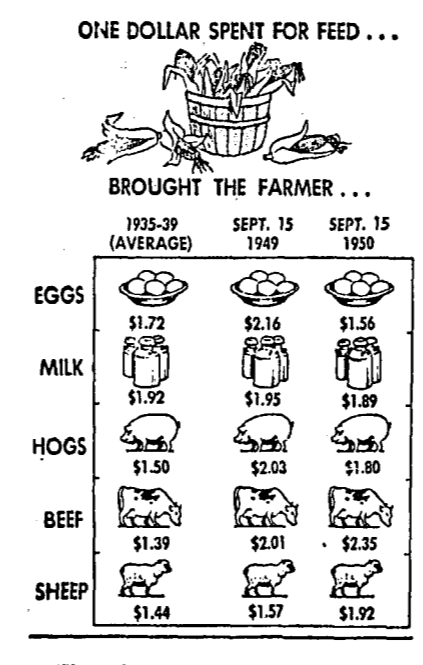 ONE DOLLAR SPENT FOR FEED...
BROUGHT THE FARMER...
1935-39 SEPT. 15 SEPT. 15
(AVERAGE) 1949 1950
EGGS
$1.72 $2.16 $1.56
MILK
$1.92 $1.95 $1.89
HOGS
$1.50 $2.03 $1.80
BEEF
$1.39 $2.01 $2.35
SHEEP
$1.44 $1.57 $1.92